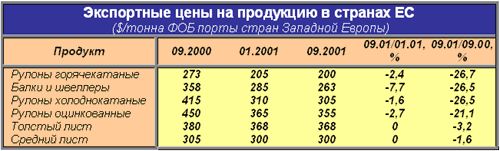 Экспортные цены на продукцию в странах ЕС
($/тонна ФОБ порты стран Западной Европы)
Продукт 09.2000 01.2001 09.2001 09.01/01.01, % 09.01/09.00, %
Рулоны горячекатаные 273 205 200 -2,4 -26,7
Балки и швеллеры 358 285 263 -7,7 -26,5
Рулоны холоднокатаные 415 310 305 -1,6 -26,5
Рулоны оцинкованные 450 365 355 -2,7 -21,1
Толстый лист 380 368 368 0 -3,2
Средний лист 305 300 300 0 -1,6